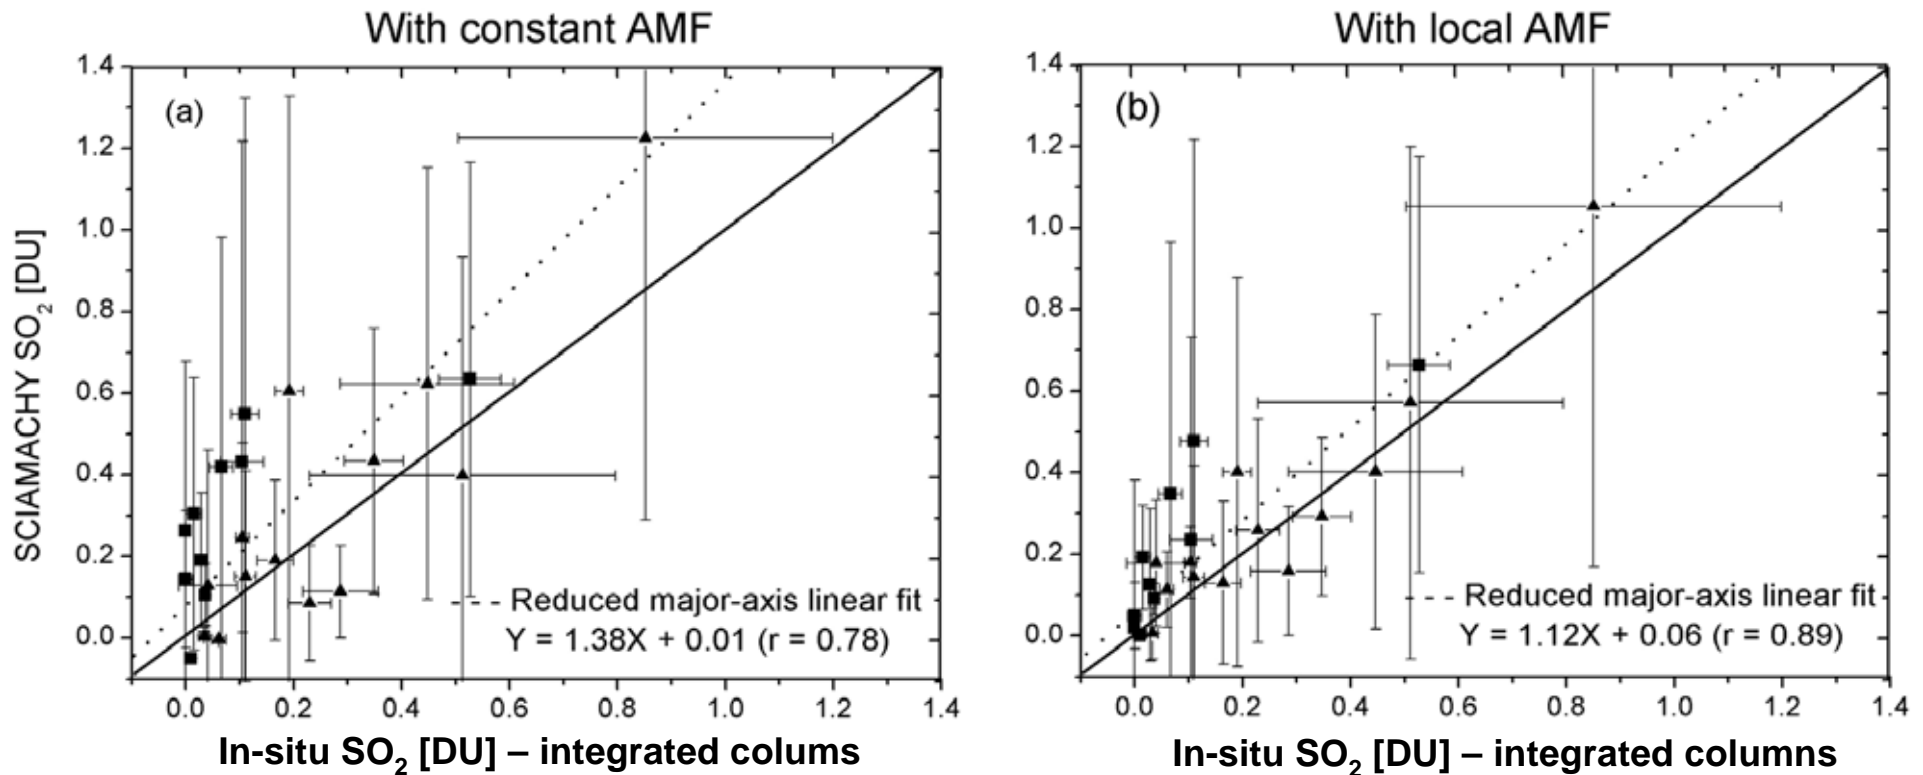 With constant AMF
(a)
1.4
1.2
1.0
0.8
0.6
0.4
0.2
0.0
SCIAMACHY SO2 [DU]
--- Reduced major-axis linear fit
Y = 1.38X + 0.01 (r = 0.78)
0.0 0.2 0.4 0.6 0.8 1.0 1.2 1.4
In-situ SO2 [DU] – integrated colums
With local AMF
(b)
1.4
1.2
1.0
0.8
0.6
0.4
0.2
0.0
--- Reduced major-axis linear fit
Y = 1.12X + 0.06 (r = 0.89)
0.0 0.2 0.4 0.6 0.8 1.0 1.2 1.4
In-situ SO2 [DU] – integrated columns